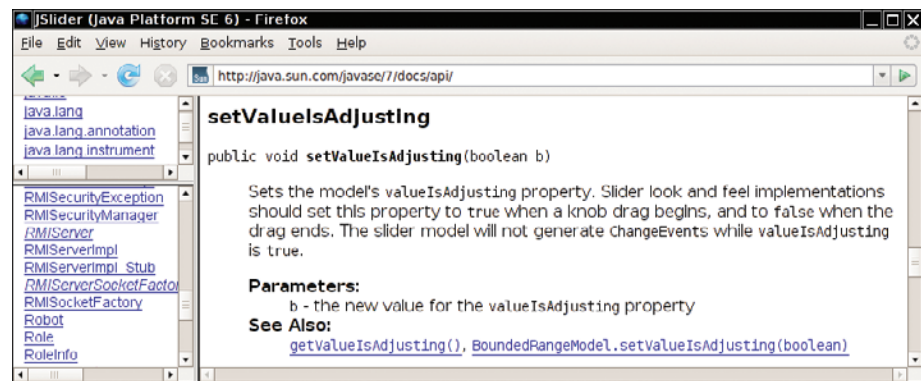 JSlider (Java Platform SE 6) - Firefox
File Edit View History Bookmarks Tools Help
Sun http://java.sun.com/javase/7/docs/api/
java.lang
java.lang.annotation
java.lang.instrument
RMISecurityException
RMISecurityManager
RMIServer
RMIServerImpl
RMIServerImpl_Stub
RMIServerSocketFactor
RMISocketFactory
Robot
Role
RoleInfo
setValueIsAdjusting
public void setValueIsAdjusting(boolean b)
Sets the model's valueIsAdjusting property. Slider look and feel implementations
should set this property to true when a knob drag begins, and to false when the
drag ends. The slider model will not generate ChangeEvents while valueIsAdjusting
is true.
Parameters:
b - the new value for the valueIsAdjusting property
See Also:
getValueIsAdjusting(), BoundedRangeModel.setValueIsAdjusting(boolean)